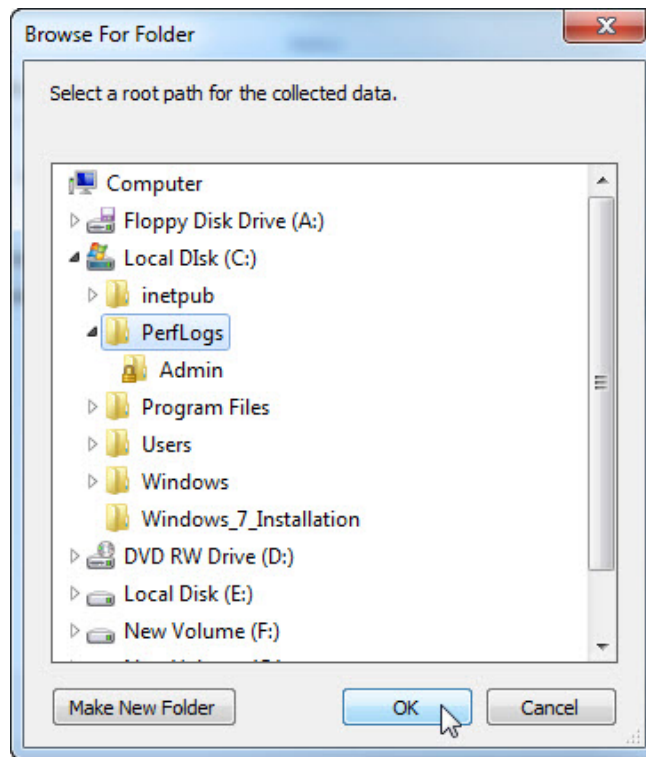 Browse For Folder
Select a root path for the collected data.
Computer
Floppy Disk Drive (A:)
Local DIsk (C:)
inetpub
PerfLogs
Admin
Program Files
Users
Windows
Windows_7_Installation
DVD RW Drive (D:)
Local Disk (E:)
New Volume (F:)
Make New Folder OK Cancel